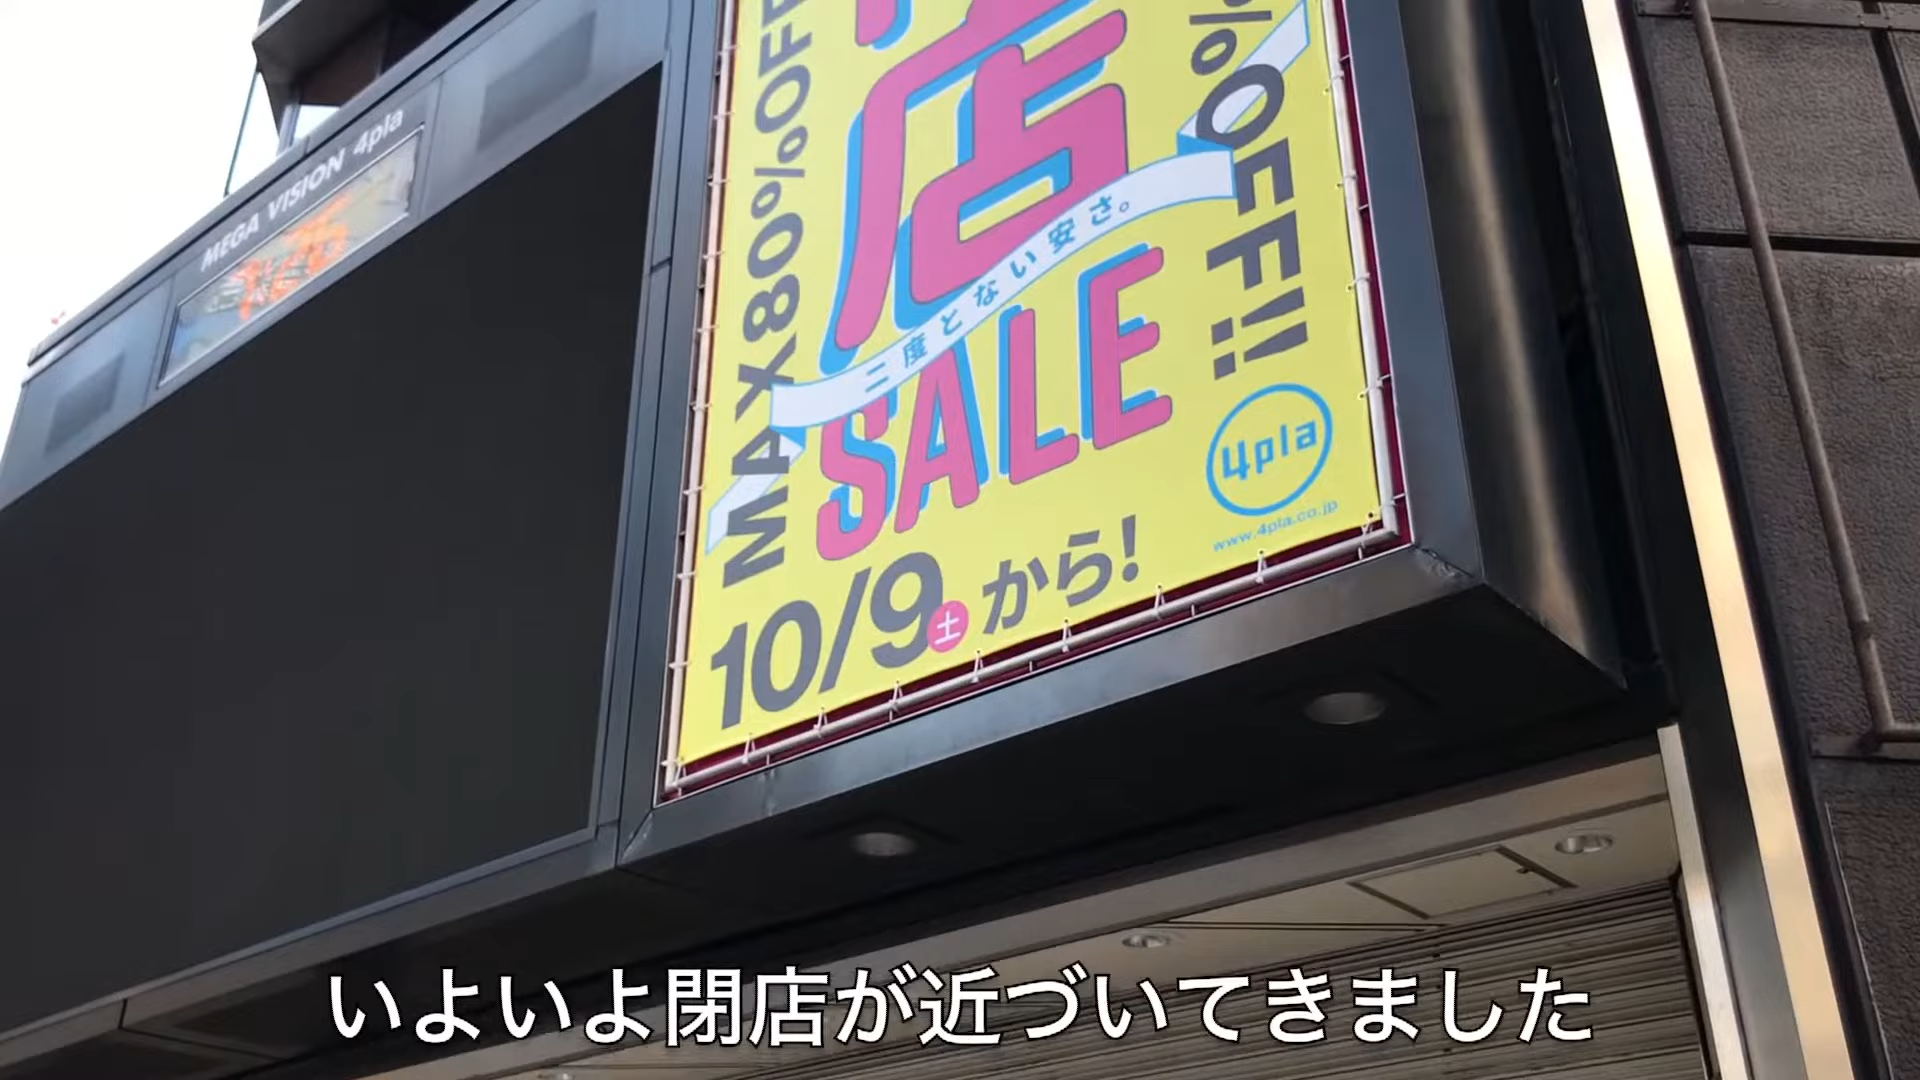 MEGA VISION 4pla
MAX80%OFF
店
二度とない安さ。
SALE
%OFF!!
4pla
www.4pla.co.jp
10/9土から!
いよいよ閉店が近づいてきました